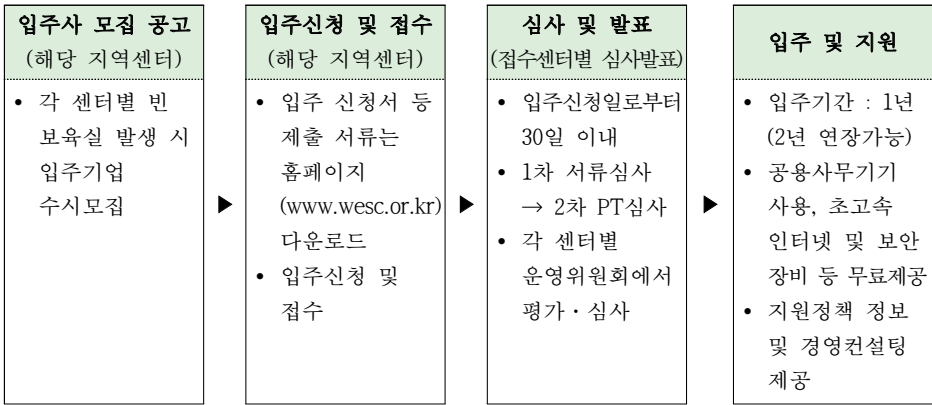 입주사 모집 공고
(해당 지역센터)
• 각 센터별 빈
보육실 발생 시
입주기업
수시모집
▶
입주신청 및 접수
(해당 지역센터)
• 입주 신청서 등
제출 서류는
홈페이지
(www.wesc.or.kr)
다운로드
• 입주신청 및
접수
▶
심사 및 발표
(접수센터별 심사발표)
• 입주신청일로부터
30일 이내
• 1차 서류심사
→ 2차 PT심사
• 각 센터별
운영위원회에서
평가·심사
▶
입주 및 지원
• 입주기간 : 1년
(2년 연장가능)
• 공용사무기기
사용, 초고속
인터넷 및 보안
장비 등 무료제공
• 지원정책 정보
및 경영컨설팅
제공